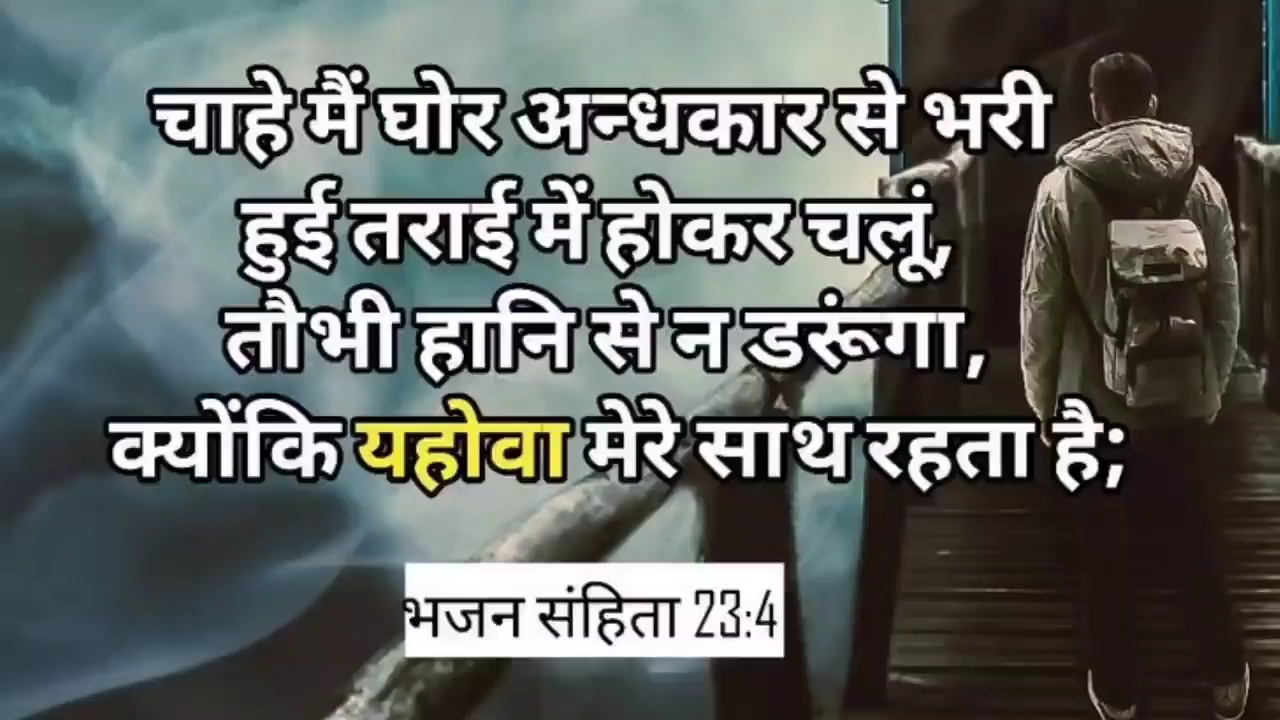 चाहे मैं घोर अन्धकार से भरी
हुई तराई में होकर चलूं,
तौभी हानि से न डरूंगा,
क्योंकि यहोवा मेरे साथ रहता है;
भजन संहिता 23:4